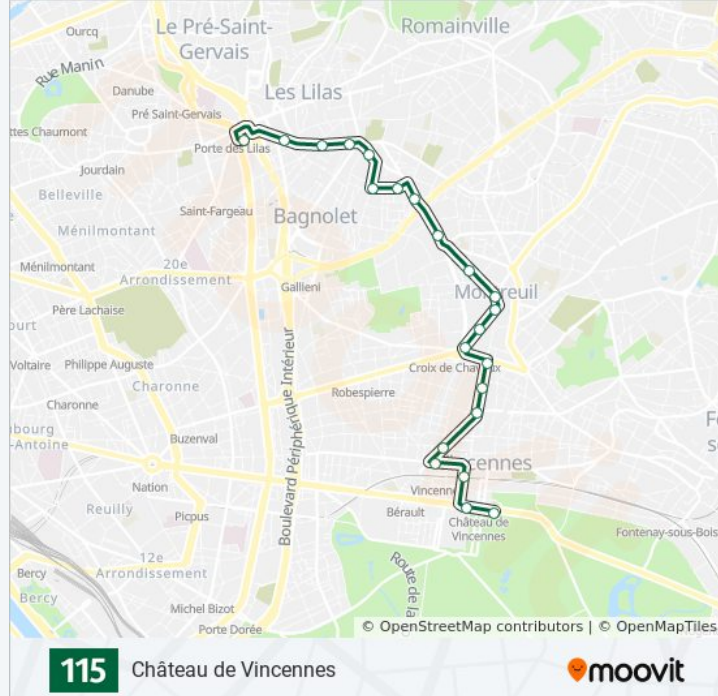 Ourcq
Le Pré-Saint-
Gervais
Romainville
Rue Manin
Danube
Les Lilas
Pré Saint-Gervais
ttes Chaumont
Porte des Lilas
Jourdain
Belleville
Saint-Fargeau
Bagnolet
Ménilmontant
Ménilmontant
20e
Arrondissement
Gallieni
Père Lachaise
ourt
Voltaire
Philippe Auguste
Croix de Cha
Charonne
Robespierre
Charonne
Boulevard Périphérique Intérieur
bourg
-Antoine
Buzenval
cennes
Nation
Vincenn
Reuilly
Picpus
Bérault
Château de
Vincennes
Fontenay-sous-Bois
12e
Arrondissement
Bercy
Bercy
Route de la
Michel Bizot
Porte Dorée
© OpenStreetMap contributors | © OpenMapTiles
115
Château de Vincennes
moovit